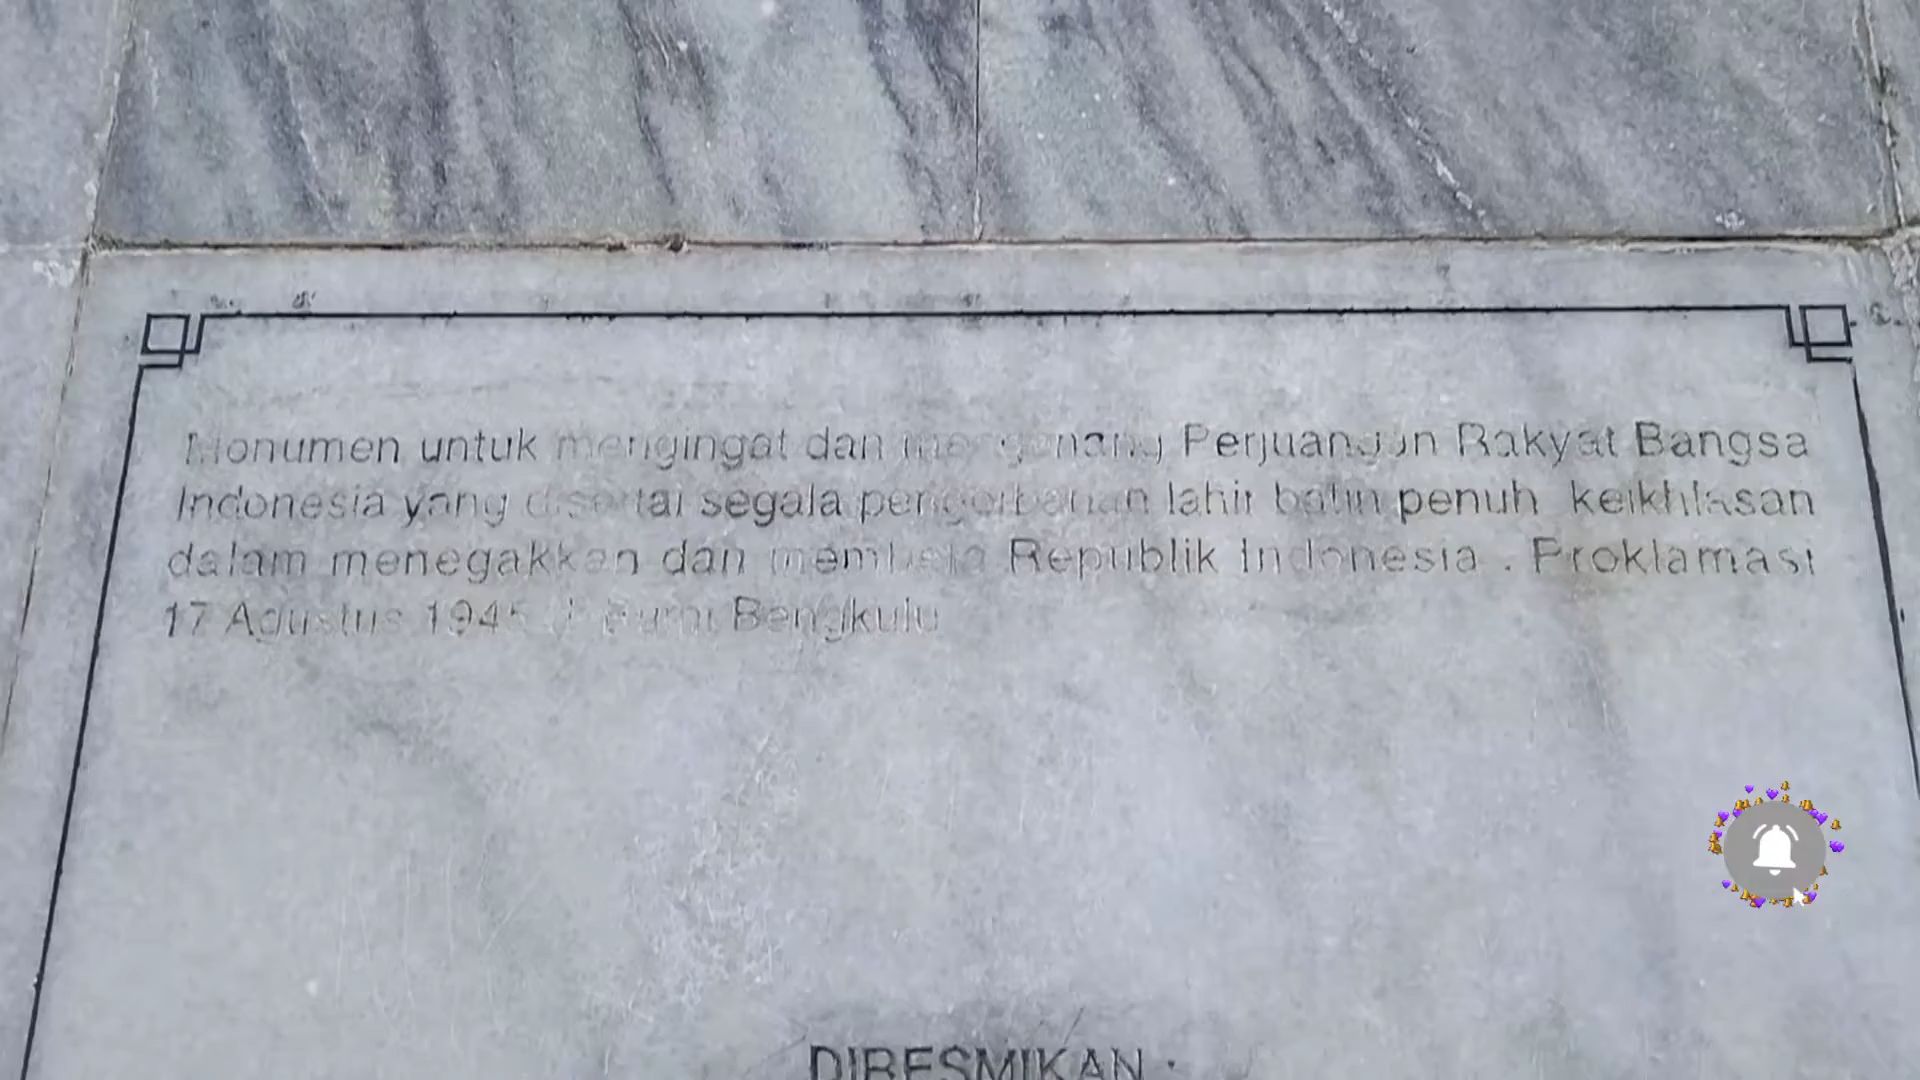 Monumen untuk mengingat dan mengenang Perjuangan Rakyat Bangsa
Indonesia yang disertai segala pengorbanan lahir batin penuh keikhlasan
dalam menegakkan dan membela Republik Indonesia . Proklamasi
17 Agustus 1945 di Bumi Bengkulu
DIRESMIKAN :